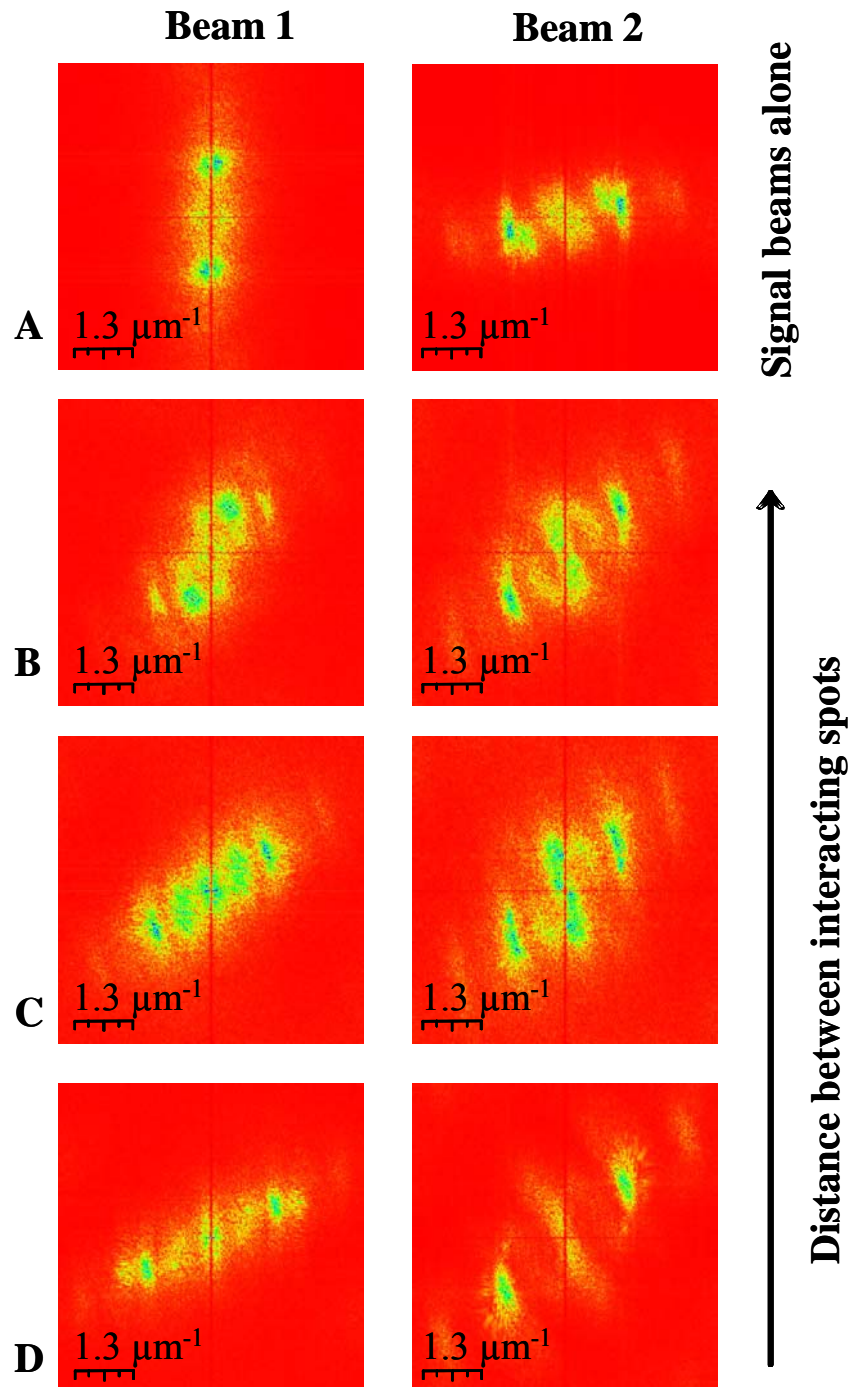 Beam 1
Beam 2
Signal beams alone
A
1.3 µm-1
1.3 µm-1
B
1.3 µm-1
1.3 µm-1
Distance between interacting spots
C
1.3 µm-1
1.3 µm-1
D
1.3 µm-1
1.3 µm-1